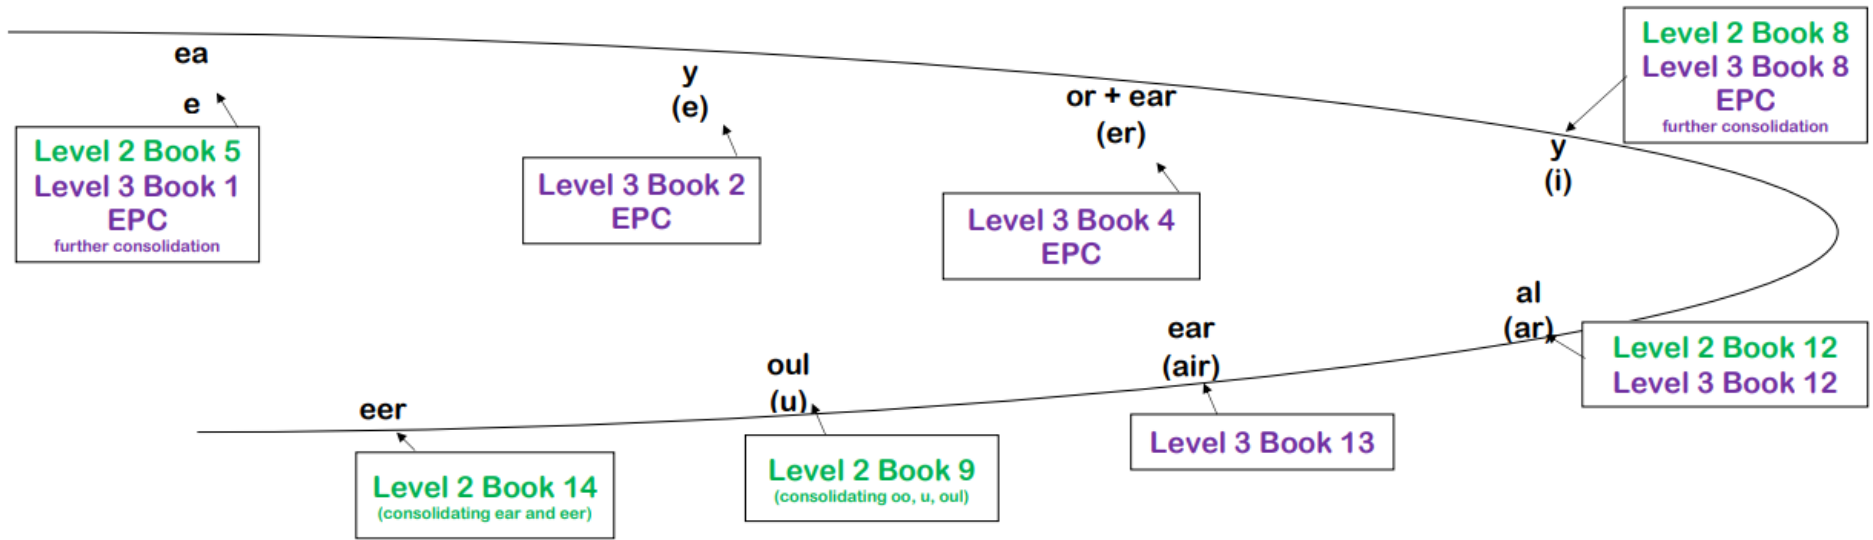 ea
e
Level 2 Book 5
Level 3 Book 1
EPC
further consolidation
y
(e)
Level 3 Book 2
EPC
or + ear
(er)
Level 3 Book 4
EPC
Level 2 Book 8
Level 3 Book 8
EPC
further consolidation
y
(i)
al
(ar)
Level 2 Book 12
Level 3 Book 12
ear
(air)
Level 3 Book 13
oul
(u)
Level 2 Book 9
(consolidating oo, u, oul)
eer
Level 2 Book 14
(consolidating ear and eer)